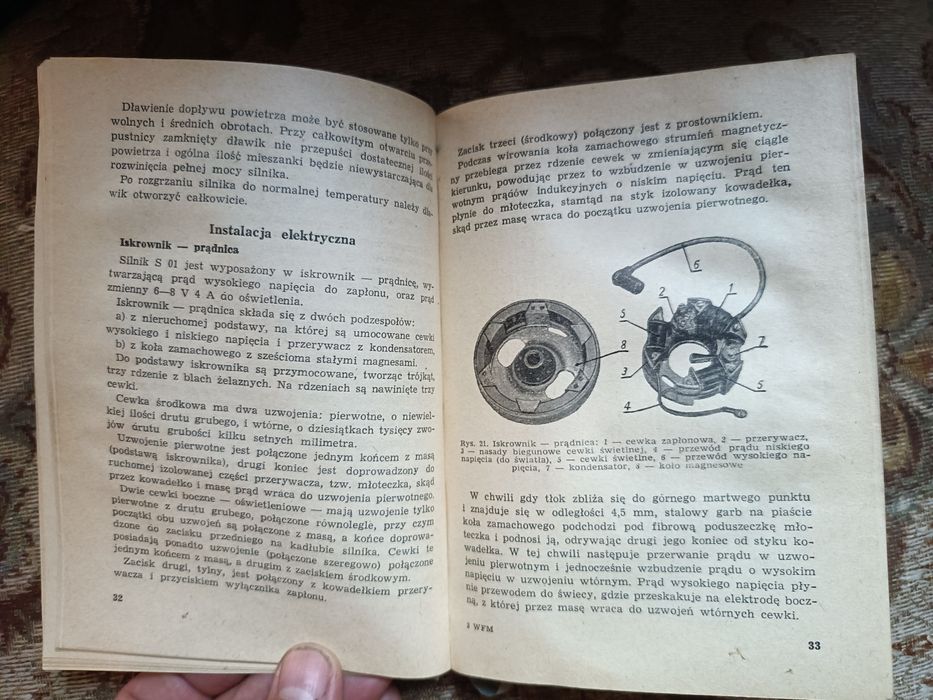 Dławienie dopływu powietrza może być stosowane tylko przy
wolnych i średnich obrotach. Przy całkowitym otwarciu prze-
pustnicy zamknięty dławik nie przepuści dostatecznej ilości
powietrza i ogólna ilość mieszanki będzie niewystarczająca dla
rozwinięcia pełnej mocy silnika.
Po rozgrzaniu silnika do normalnej temperatury należy dła-
wik otworzyć całkowicie.
Instalacja elektryczna
Iskrownik — prądnica
Silnik S 01 jest wyposażony w iskrownik — prądnicę, wy-
twarzającą prąd wysokiego napięcia do zapłonu, oraz prąd
zmienny 6—8 V 4 A do oświetlenia.
Iskrownik — prądnica składa się z dwóch podzespołów:
a) z nieruchomej podstawy, na której są umocowane cewki
wysokiego i niskiego napięcia i przerywacz z kondensatorem,
b) z koła zamachowego z sześcioma stałymi magnesami.
Do podstawy iskrownika są przymocowane, tworząc trójkąt,
trzy rdzenie z blach żelaznych. Na rdzeniach są nawinięte trzy
cewki.
Cewka środkowa ma dwa uzwojenia: pierwotne, o niewiel-
kiej ilości drutu grubego, i wtórne, o dziesiątkach tysięcy zwo-
jów drutu grubości kilku setnych milimetra.
Uzwojenie pierwotne jest połączone jednym końcem z masą
(podstawą iskrownika), drugi koniec jest doprowadzony do
ruchomej izolowanej części przerywacza, tzw. młoteczka, skąd
przez kowadełko i masę prąd wraca do uzwojenia pierwotnego.
Dwie cewki boczne — oświetleniowe — mają uzwojenie tylko
pierwotne z drutu grubego, połączone równolegle, przy czym
początki obu uzwojeń są połączone z masą, a końce doprowa-
dzone do zacisku przedniego na kadłubie silnika. Cewki te
posiadają ponadto uzwojenie (połączone szeregowo) połączone
jednym końcem z masą, a drugim z zaciskiem środkowym.
Zacisk drugi, tylny, jest połączony z kowadełkiem przery-
wacza i przyciskiem wyłącznika zapłonu.
32
Zacisk trzeci (środkowy) połączony jest z prostownikiem.
Podczas wirowania koła zamachowego strumień magnetycz-
ny przebiega przez rdzenie cewek w zmieniającym się ciągle
kierunku, powodując przez to wzbudzenie w uzwojeniu pier-
wotnym prądów indukcyjnych o niskim napięciu. Prąd ten
płynie do młoteczka, stamtąd na styk izolowany kowadełka,
skąd przez masę wraca do początku uzwojenia pierwotnego.
6
2
1
5
7
8
3
5
4
Rys. 21. Iskrownik — prądnica: 1 — cewka zapłonowa, 2 — przerywacz,
3 — nasady biegunowe cewki świetlnej, 4 — przewód prądu niskiego
napięcia (do światła), 5 — cewki świetlne, 6 — przewód wysokiego na-
pięcia, 7 — kondensator, 8 — koło magnesowe
W chwili gdy tłok zbliża się do górnego martwego punktu
i znajduje się w odległości 4,5 mm, stalowy garb na piaście
koła zamachowego podchodzi pod fibrową poduszeczkę mło-
teczka i podnosi ją, odrywając drugi jego koniec od styku ko-
wadełka. W tej chwili następuje przerwanie prądu w uzwo-
jeniu pierwotnym i jednocześnie wzbudzenie prądu o wysokim
napięciu w uzwojeniu wtórnym. Prąd wysokiego napięcia pły-
nie przewodem do świecy, gdzie przeskakuje na elektrodę bocz-
ną, z której przez masę wraca do uzwojeń wtórnych cewki.
3 WFM
33